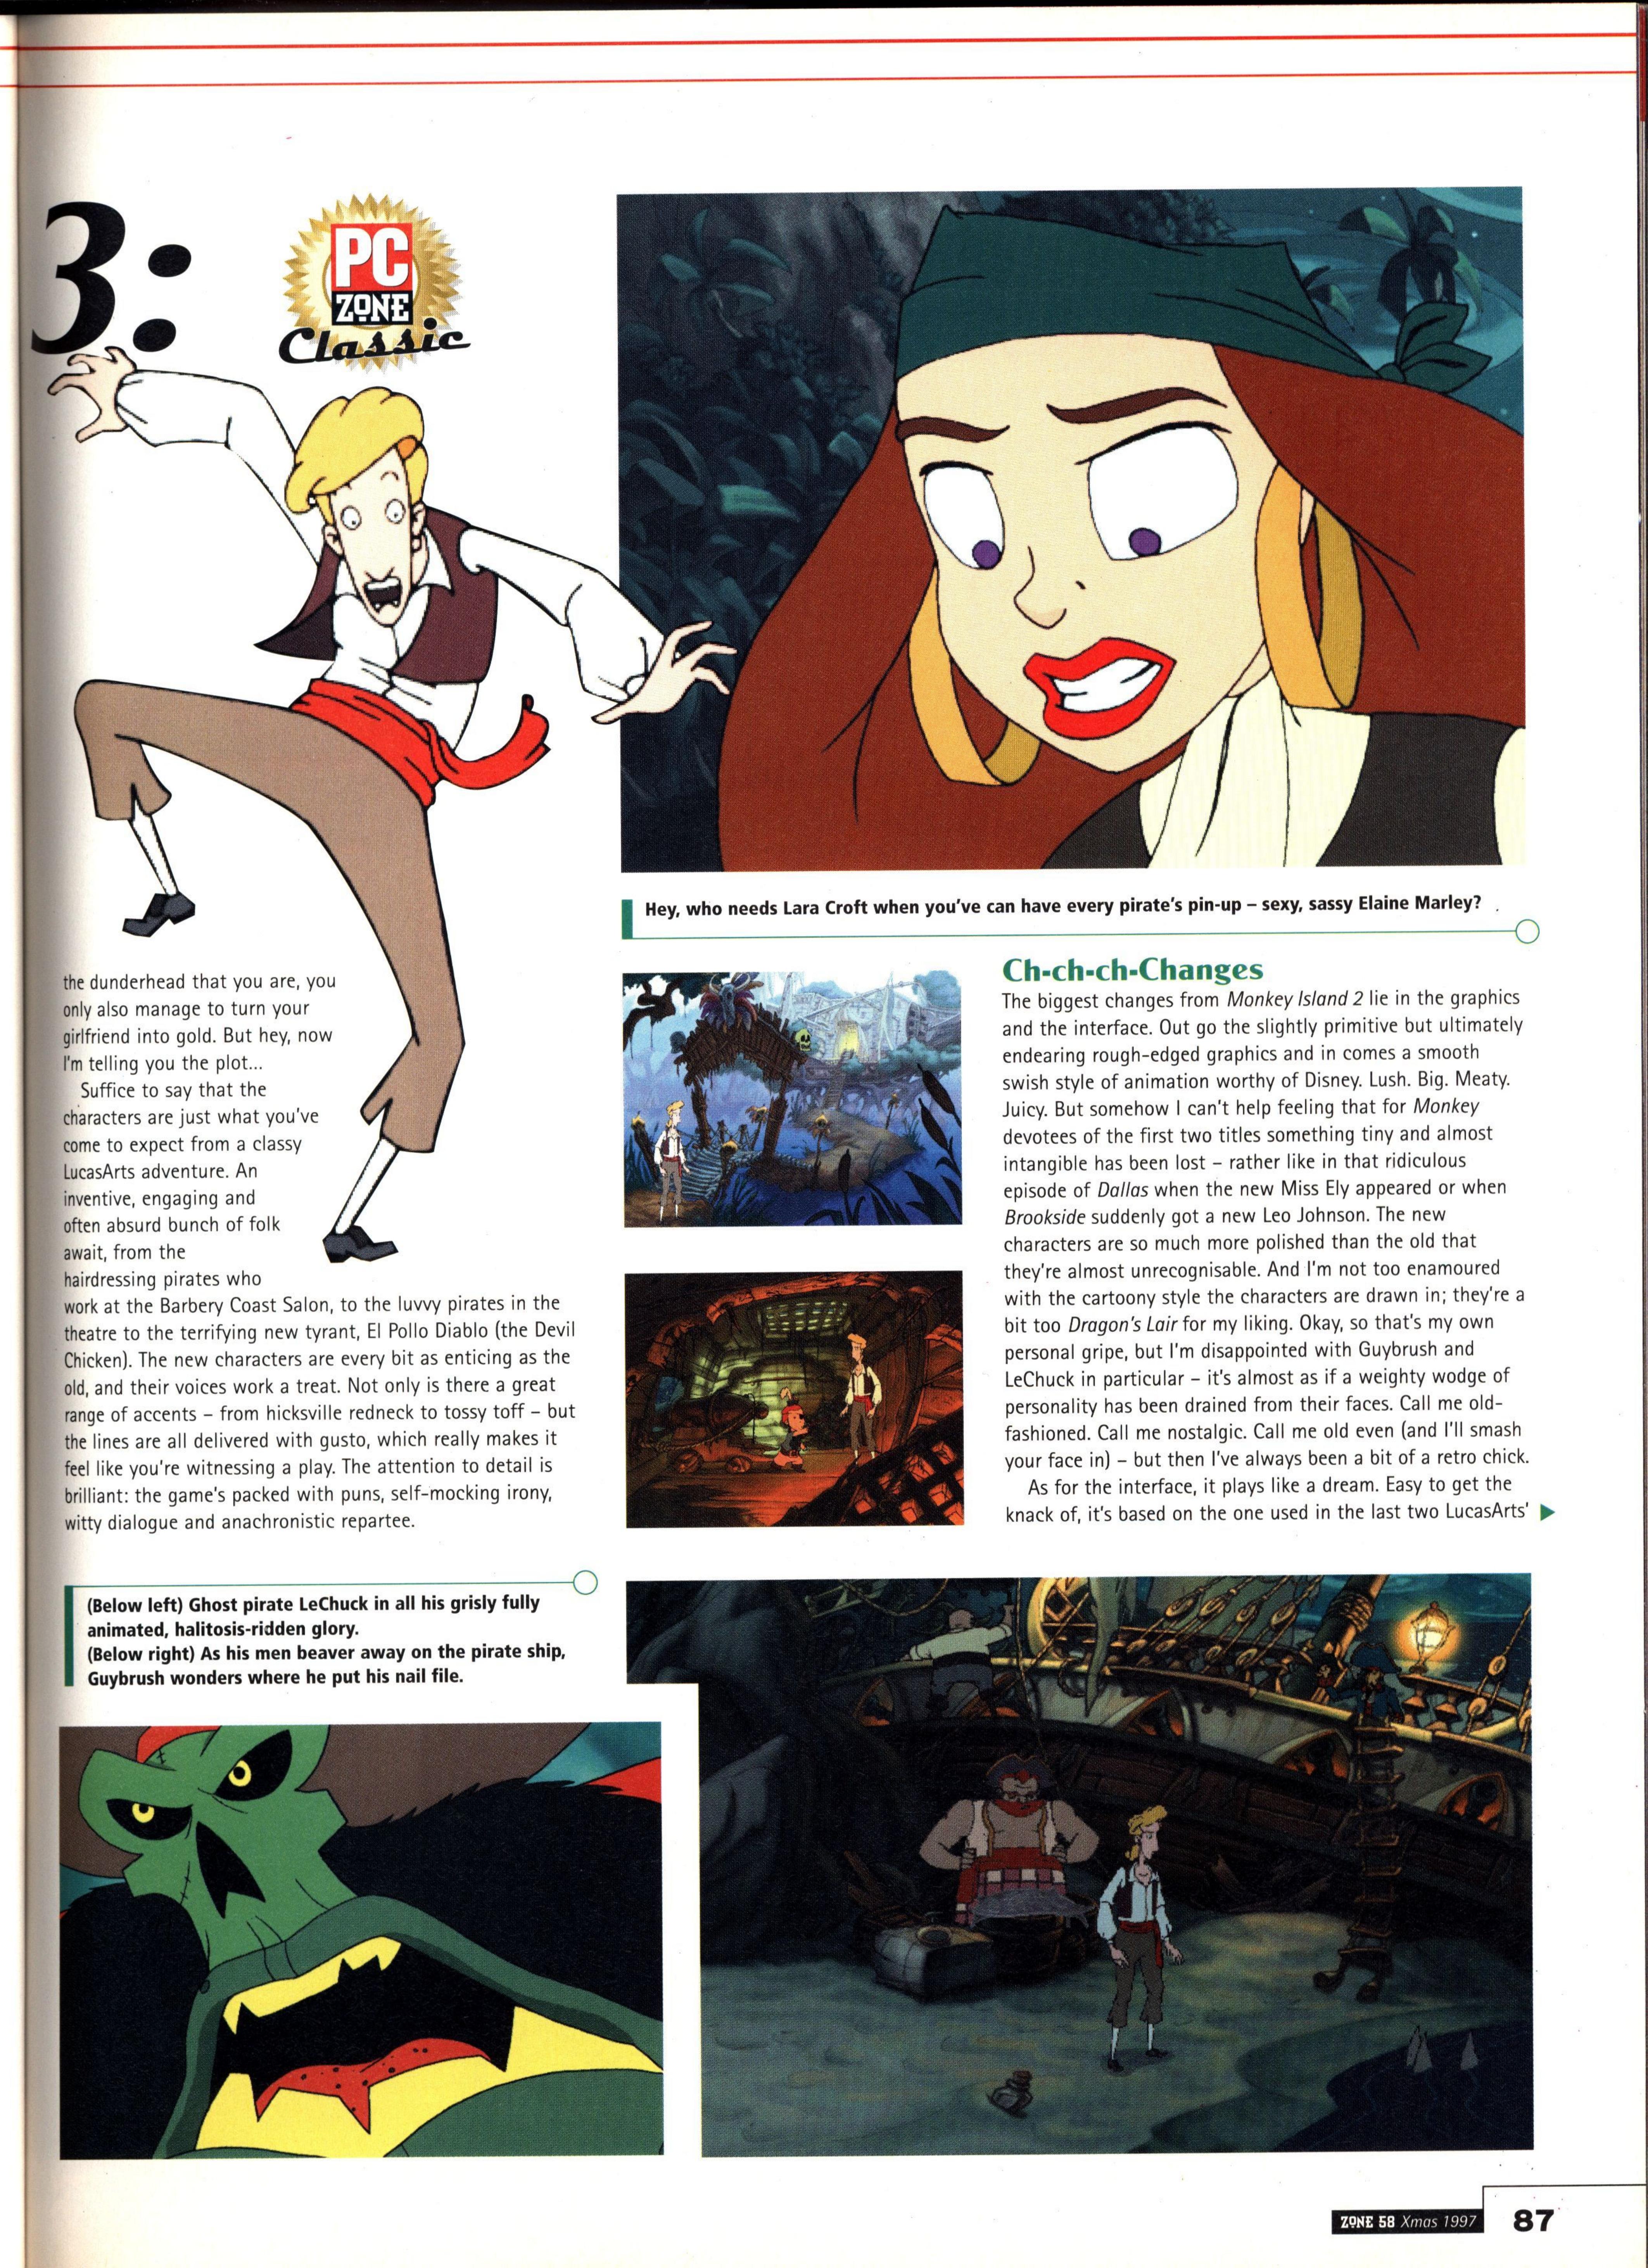 3:
PC
ZONE
Classic
Hey, who needs Lara Croft when you've can have every pirate's pin-up – sexy, sassy Elaine Marley?
the dunderhead that you are, you
only also manage to turn your
girlfriend into gold. But hey, now
I'm telling you the plot...
Suffice to say that the
characters are just what you've
come to expect from a classy
LucasArts adventure. An
inventive, engaging and
often absurd bunch of folk
await, from the
hairdressing pirates who
work at the Barbery Coast Salon, to the luvvy pirates in the
theatre to the terrifying new tyrant, El Pollo Diablo (the Devil
Chicken). The new characters are every bit as enticing as the
old, and their voices work a treat. Not only is there a great
range of accents – from hicksville redneck to tossy toff – but
the lines are all delivered with gusto, which really makes it
feel like you're witnessing a play. The attention to detail is
brilliant: the game's packed with puns, self-mocking irony,
witty dialogue and anachronistic repartee.
(Below left) Ghost pirate LeChuck in all his grisly fully
animated, halitosis-ridden glory.
(Below right) As his men beaver away on the pirate ship,
Guybrush wonders where he put his nail file.
Ch-ch-ch-Changes
The biggest changes from Monkey Island 2 lie in the graphics
and the interface. Out go the slightly primitive but ultimately
endearing rough-edged graphics and in comes a smooth
swish style of animation worthy of Disney. Lush. Big. Meaty.
Juicy. But somehow I can't help feeling that for Monkey
devotees of the first two titles something tiny and almost
intangible has been lost – rather like in that ridiculous
episode of Dallas when the new Miss Ely appeared or when
Brookside suddenly got a new Leo Johnson. The new
characters are so much more polished than the old that
they're almost unrecognisable. And I'm not too enamoured
with the cartoony style the characters are drawn in; they're a
bit too Dragon's Lair for my liking. Okay, so that's my own
personal gripe, but I'm disappointed with Guybrush and
LeChuck in particular – it's almost as if a weighty wodge of
personality has been drained from their faces. Call me old-
fashioned. Call me nostalgic. Call me old even (and I'll smash
your face in) – but then I've always been a bit of a retro chick.
As for the interface, it plays like a dream. Easy to get the
knack of, it's based on the one used in the last two LucasArts'
ZONE 58 Xmas 1997
87